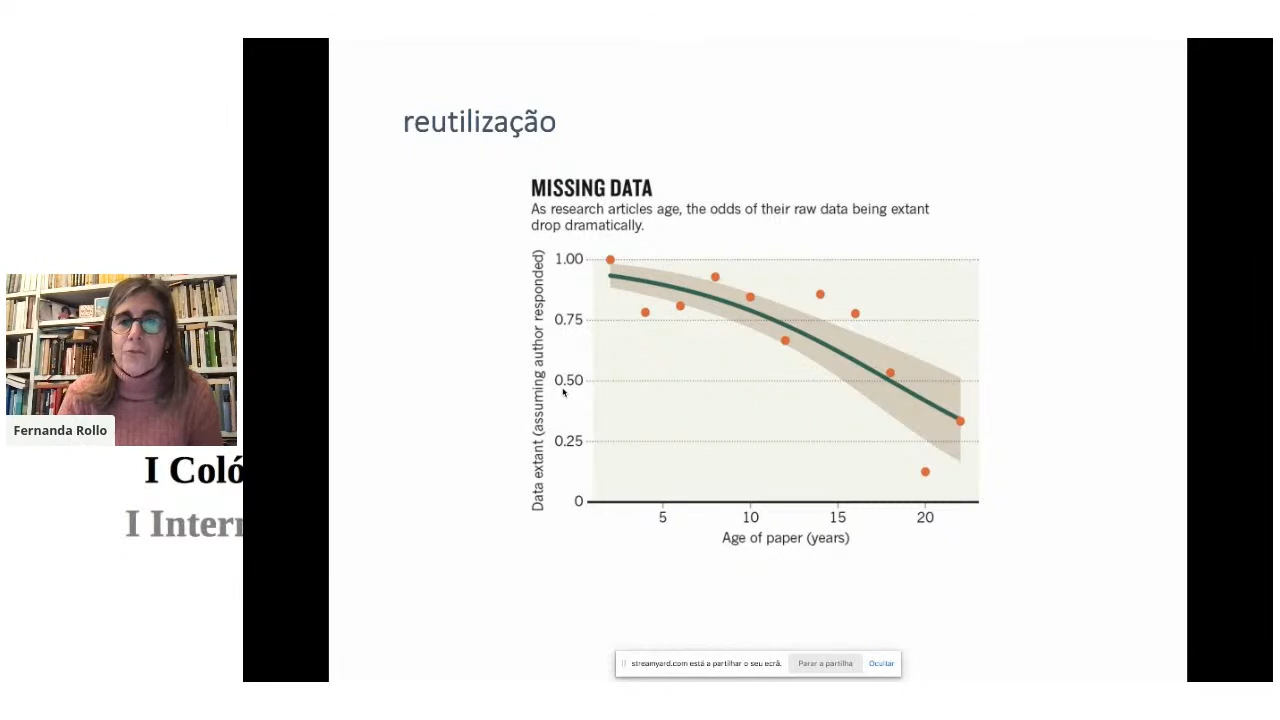 reutilização
MISSING DATA
As research articles age, the odds of their raw data being extant
drop dramatically.
Data extant (assuming author responded)
1.00
0.75
0.50
0.25
0
5 10 15 20
Age of paper (years)
Fernanda Rollo
I Coló
I Intern
streamyard.com está a partilhar o seu ecrã.
Parar a partilha
Ocultar